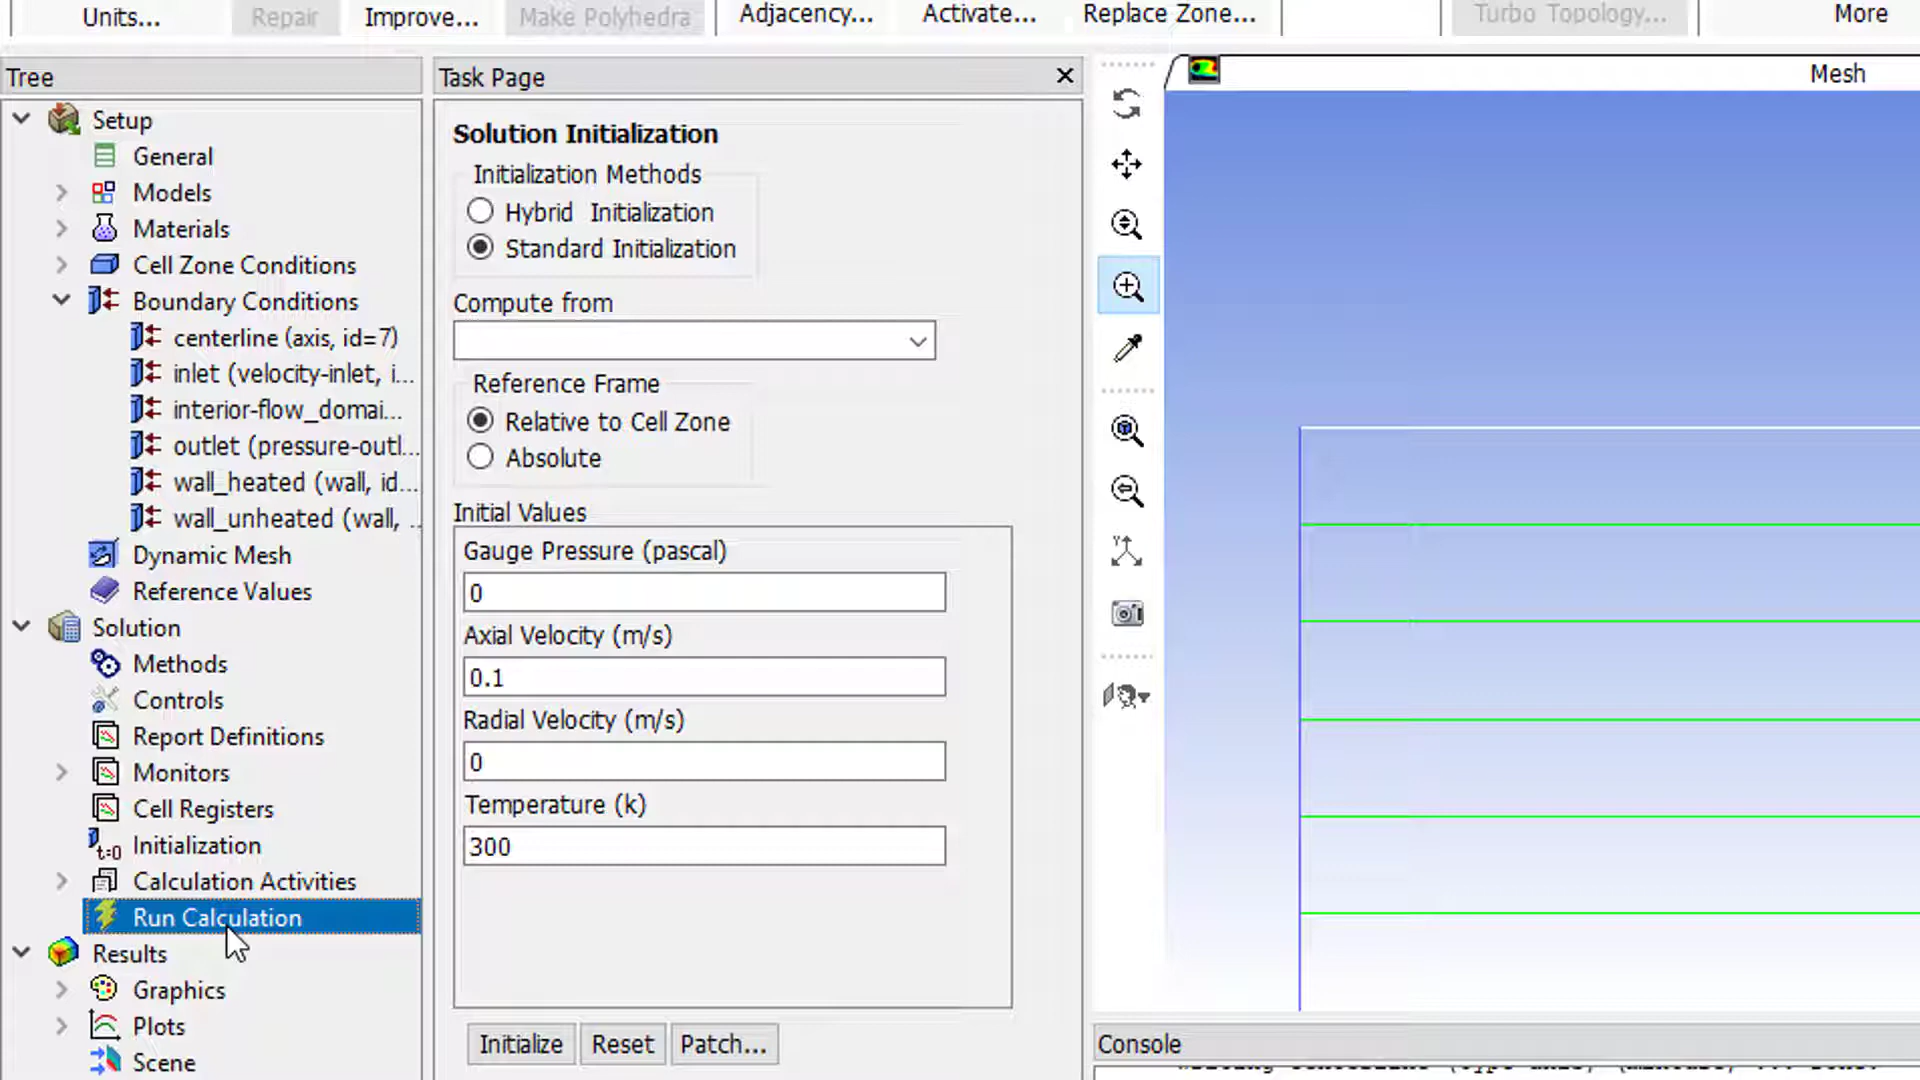 Units...
Repair
Improve...
Make Polyhedra
Adjacency...
Activate...
Replace Zone...
Turbo Topology...
More
Tree
Setup
General
Models
Materials
Cell Zone Conditions
Boundary Conditions
centerline (axis, id=7)
inlet (velocity-inlet, i...
interior-flow_domai...
outlet (pressure-outl...
wall_heated (wall, id...
wall_unheated (wall, ...
Dynamic Mesh
Reference Values
Solution
Methods
Controls
Report Definitions
Monitors
Cell Registers
t=0 Initialization
Calculation Activities
Run Calculation
Results
Graphics
Plots
Scene
Task Page
Solution Initialization
Initialization Methods
Hybrid Initialization
Standard Initialization
Compute from
Reference Frame
Relative to Cell Zone
Absolute
Initial Values
Gauge Pressure (pascal)
0
Axial Velocity (m/s)
0.1
Radial Velocity (m/s)
0
Temperature (k)
300
Initialize
Reset
Patch...
Mesh
Console